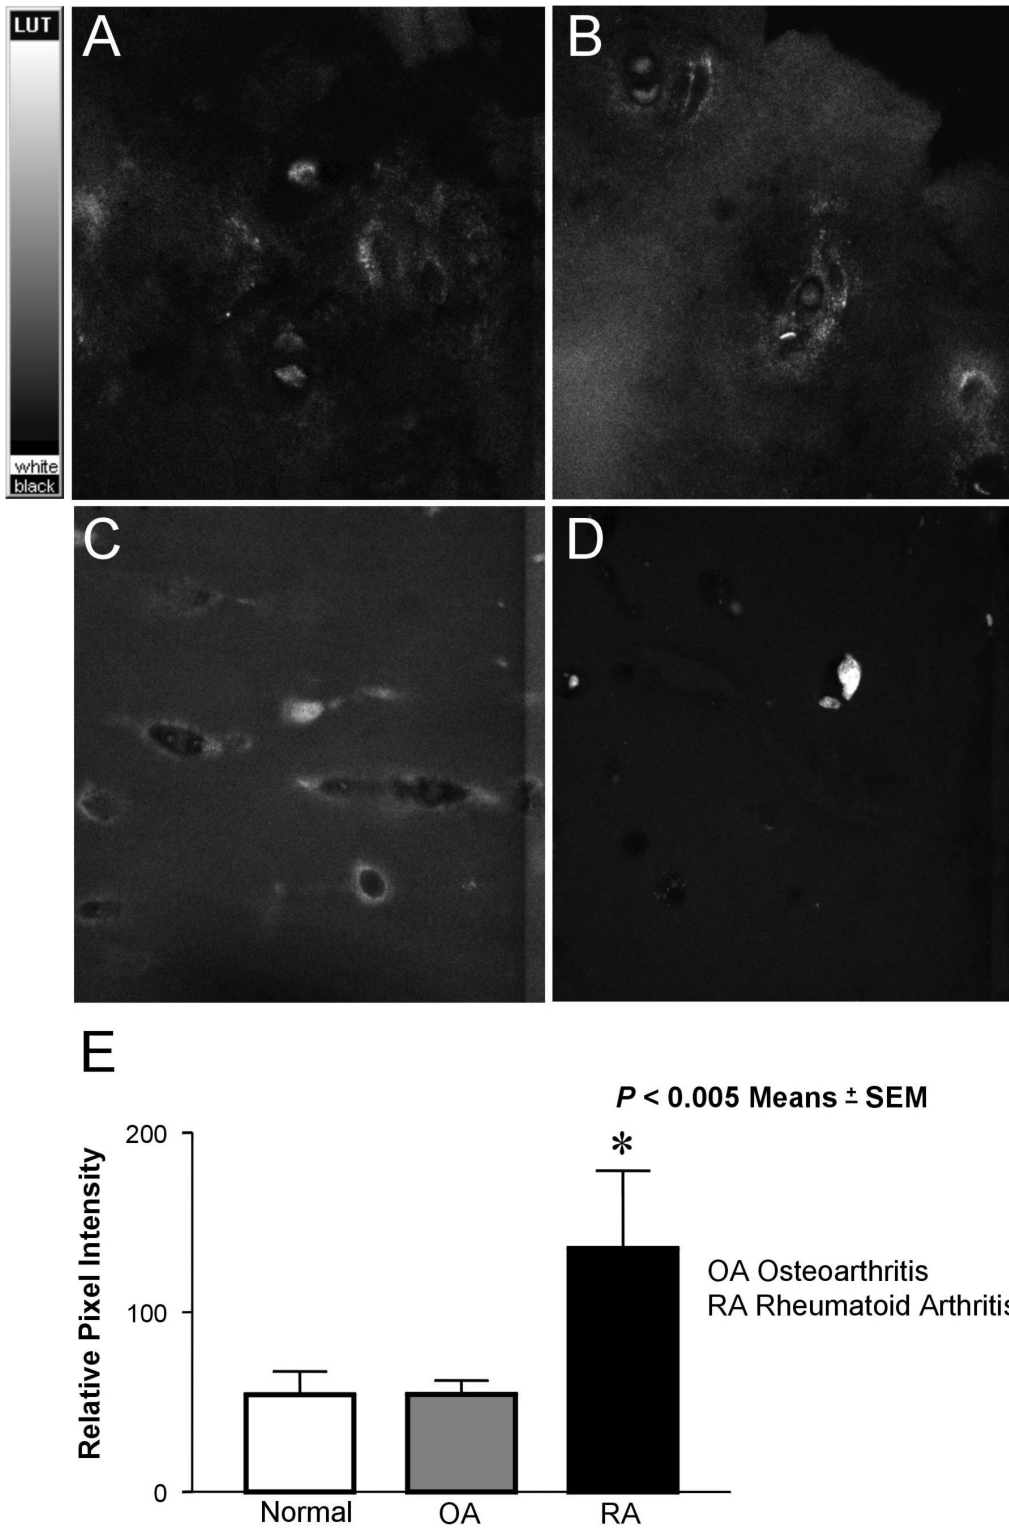 LUT
A
B
white
black
C
D
E
P < 0.005 Means ± SEM
200
*
Relative Pixel Intensity
OA Osteoarthritis
RA Rheumatoid Arthritis
100
0
Normal
OA
RA